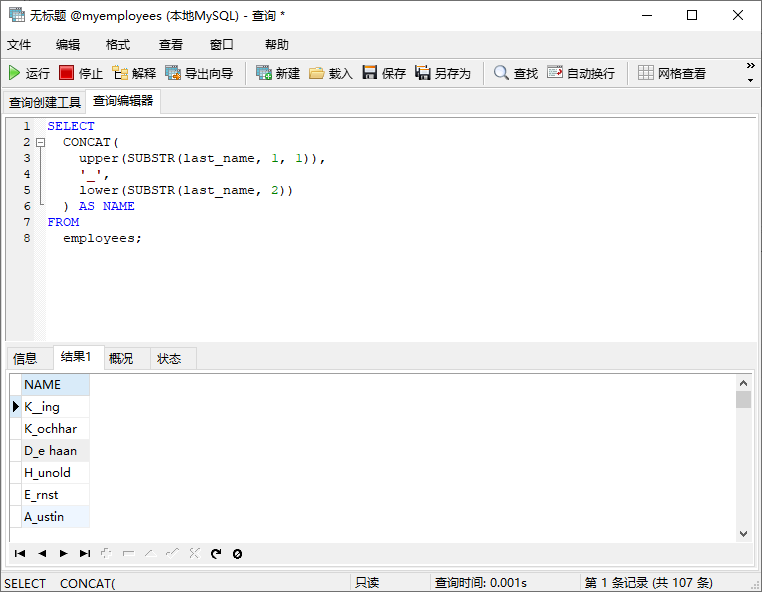 无标题 @myemployees (本地MySQL) - 查询 *
文件 编辑 格式 查看 窗口 帮助
运行 停止 解释 导出向导 新建 载入 保存 另存为 查找 自动换行 网格查看 »
查询创建工具 查询编辑器
1 SELECT
2 CONCAT(
3 upper(SUBSTR(last_name, 1, 1)),
4 '_',
5 lower(SUBSTR(last_name, 2))
6 ) AS NAME
7 FROM
8 employees;
信息 结果1 概况 状态
NAME
K__ing
K_ochhar
D_e haan
H_unold
E_rnst
A_ustin
SELECT CONCAT( 只读 查询时间: 0.001s 第 1 条记录 (共 107 条)